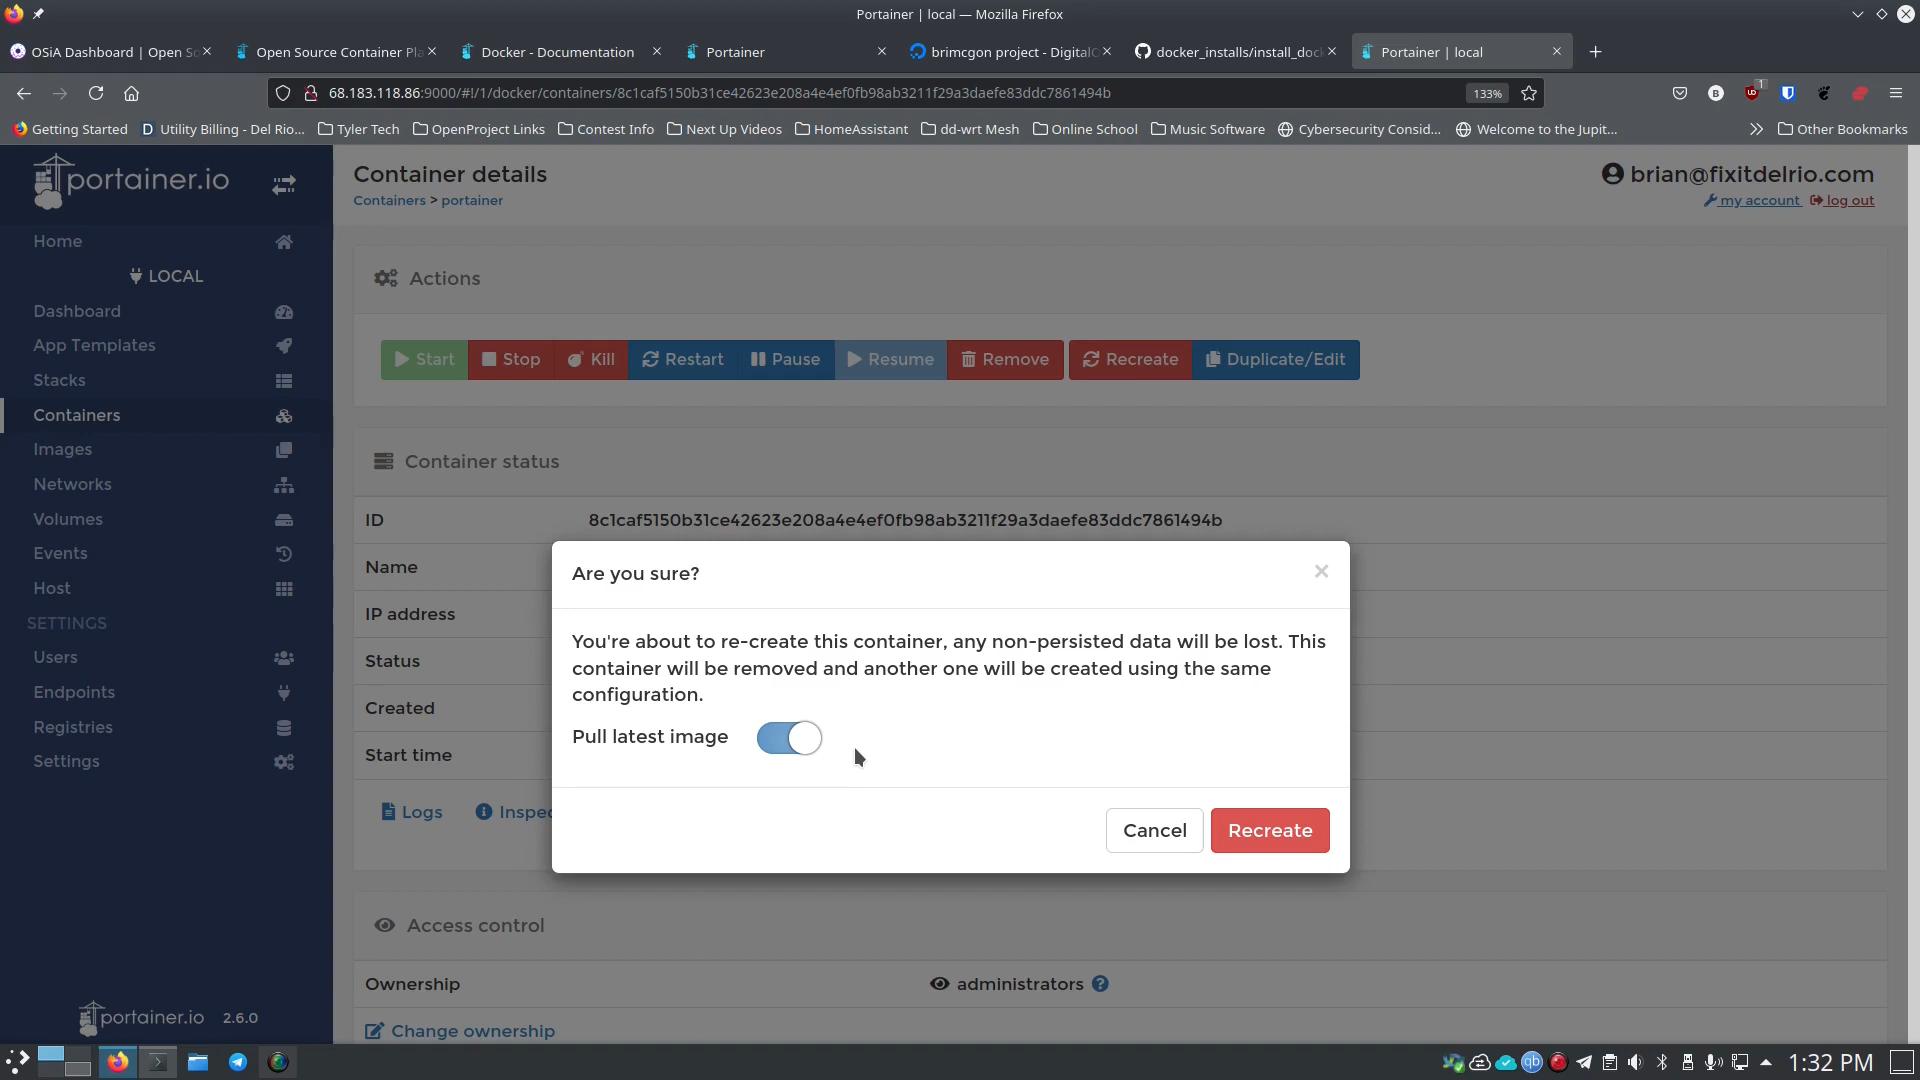 Portainer | local — Mozilla Firefox
OSiA Dashboard | Open So
Open Source Container Pla
Docker - Documentation
Portainer
brimcgon project - DigitalO
docker_installs/install_dock
Portainer | local
68.183.118.86:9000/#!/1/docker/containers/8c1caf5150b31ce42623e208a4e4ef0fb98ab3211f29a3daefe83ddc7861494b
133%
1
Getting Started
Utility Billing - Del Rio...
Tyler Tech
OpenProject Links
Contest Info
Next Up Videos
HomeAssistant
dd-wrt Mesh
Online School
Music Software
Cybersecurity Consid...
Welcome to the Jupit...
Other Bookmarks
portainer.io
Home
LOCAL
Dashboard
App Templates
Stacks
Containers
Images
Networks
Volumes
Events
Host
SETTINGS
Users
Endpoints
Registries
Settings
portainer.io 2.6.0
Container details
Containers > portainer
brian@fixitdelrio.com
my account log out
Actions
Start Stop Kill Restart Pause Resume Remove Recreate Duplicate/Edit
Container status
ID 8c1caf5150b31ce42623e208a4e4ef0fb98ab3211f29a3daefe83ddc7861494b
Name
IP address
Status
Created
Start time
Logs Inspec
Are you sure?
×
You're about to re-create this container, any non-persisted data will be lost. This
container will be removed and another one will be created using the same
configuration.
Pull latest image
Cancel Recreate
Access control
Ownership administrators
Change ownership
qb
1:32 PM